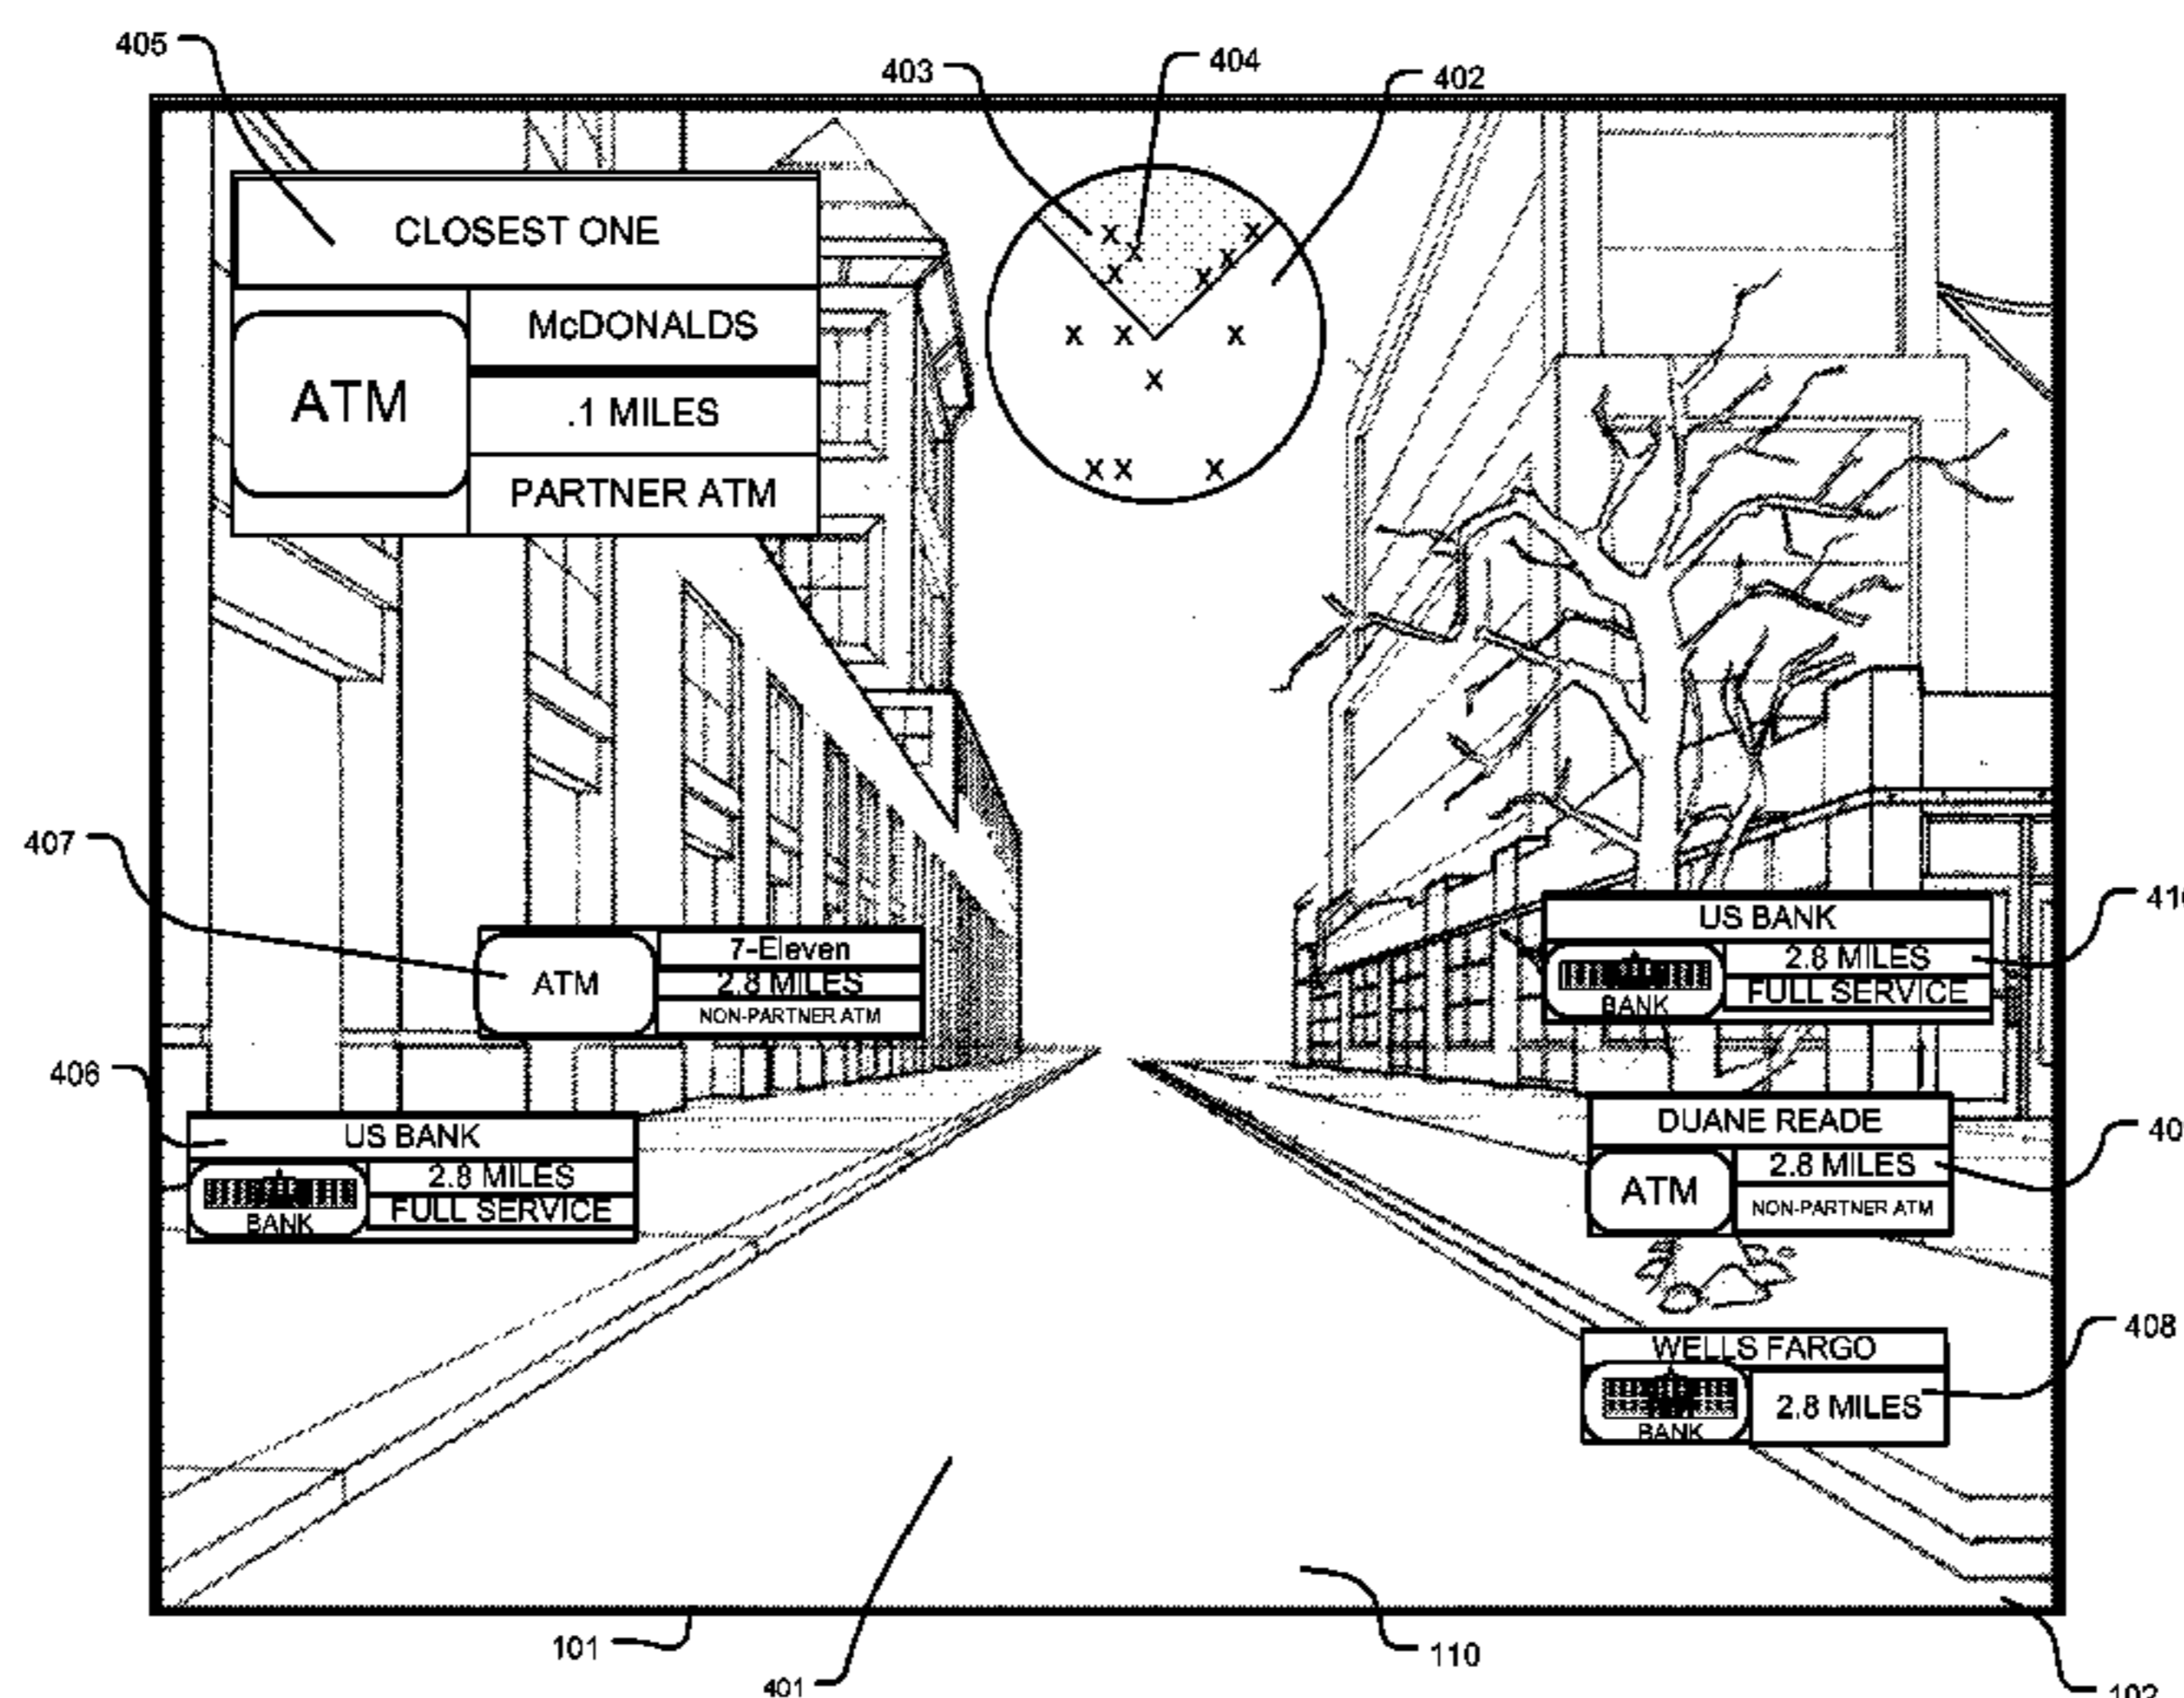 405
403
404
402
CLOSEST ONE
ATM
McDONALDS
.1 MILES
PARTNER ATM
X
X
X
X
X
X
X
X
X
X
X
X
X
407
ATM
7-Eleven
2.8 MILES
NON-PARTNER ATM
US BANK
2.8 MILES
FULL SERVICE
BANK
406
US BANK
2.8 MILES
FULL SERVICE
BANK
DUANE READE
ATM
2.8 MILES
NON-PARTNER ATM
WELLS FARGO
2.8 MILES
BANK
408
101
401
110